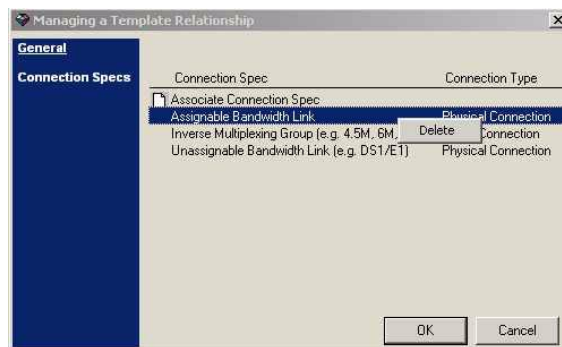 Managing a Template Relationship
General
Connection Specs
Connection Spec Connection Type
Associate Connection Spec
Assignable Bandwidth Link Physical Connection
Inverse Multiplexing Group (e.g. 4.5M, 6M, Connection
Delete
Unassignable Bandwidth Link (e.g. DS1/E1) Physical Connection
OK Cancel